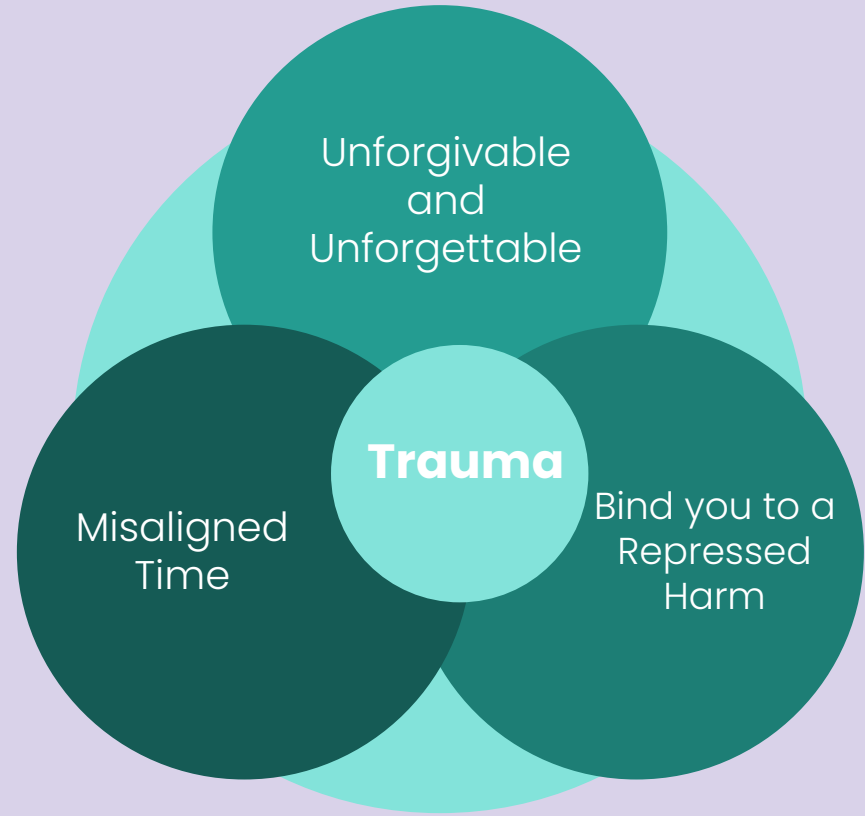 Unforgivable
and
Unforgettable
Trauma
Misaligned
Time
Bind you to a
Repressed
Harm